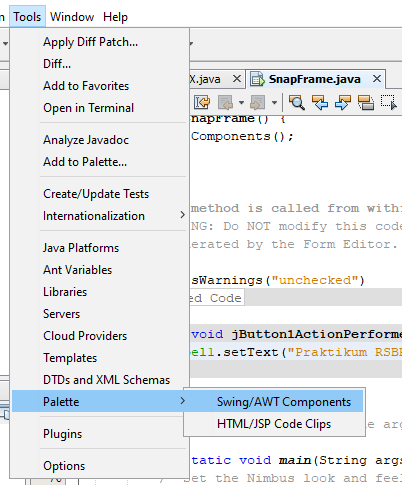 Tools Window Help
Apply Diff Patch...
Diff...
Add to Favorites
Open in Terminal
Analyze Javadoc
Add to Palette...
Create/Update Tests
Internationalization
Java Platforms
Ant Variables
Libraries
Servers
Cloud Providers
Templates
DTDs and XML Schemas
Palette
Plugins
Options
Swing/AWT Components
HTML/JSP Code Clips
X.java SnapFrame.java
napFrame() {
Components();
method is called from withi
NG: Do NOT modify this code
erated by the Form Editor.
sWarnings("unchecked")
ed Code
void jButton1ActionPerforme
ell.setText("Praktikum RSBP
e ar
static void main(String args
set the Nimbus look and feel